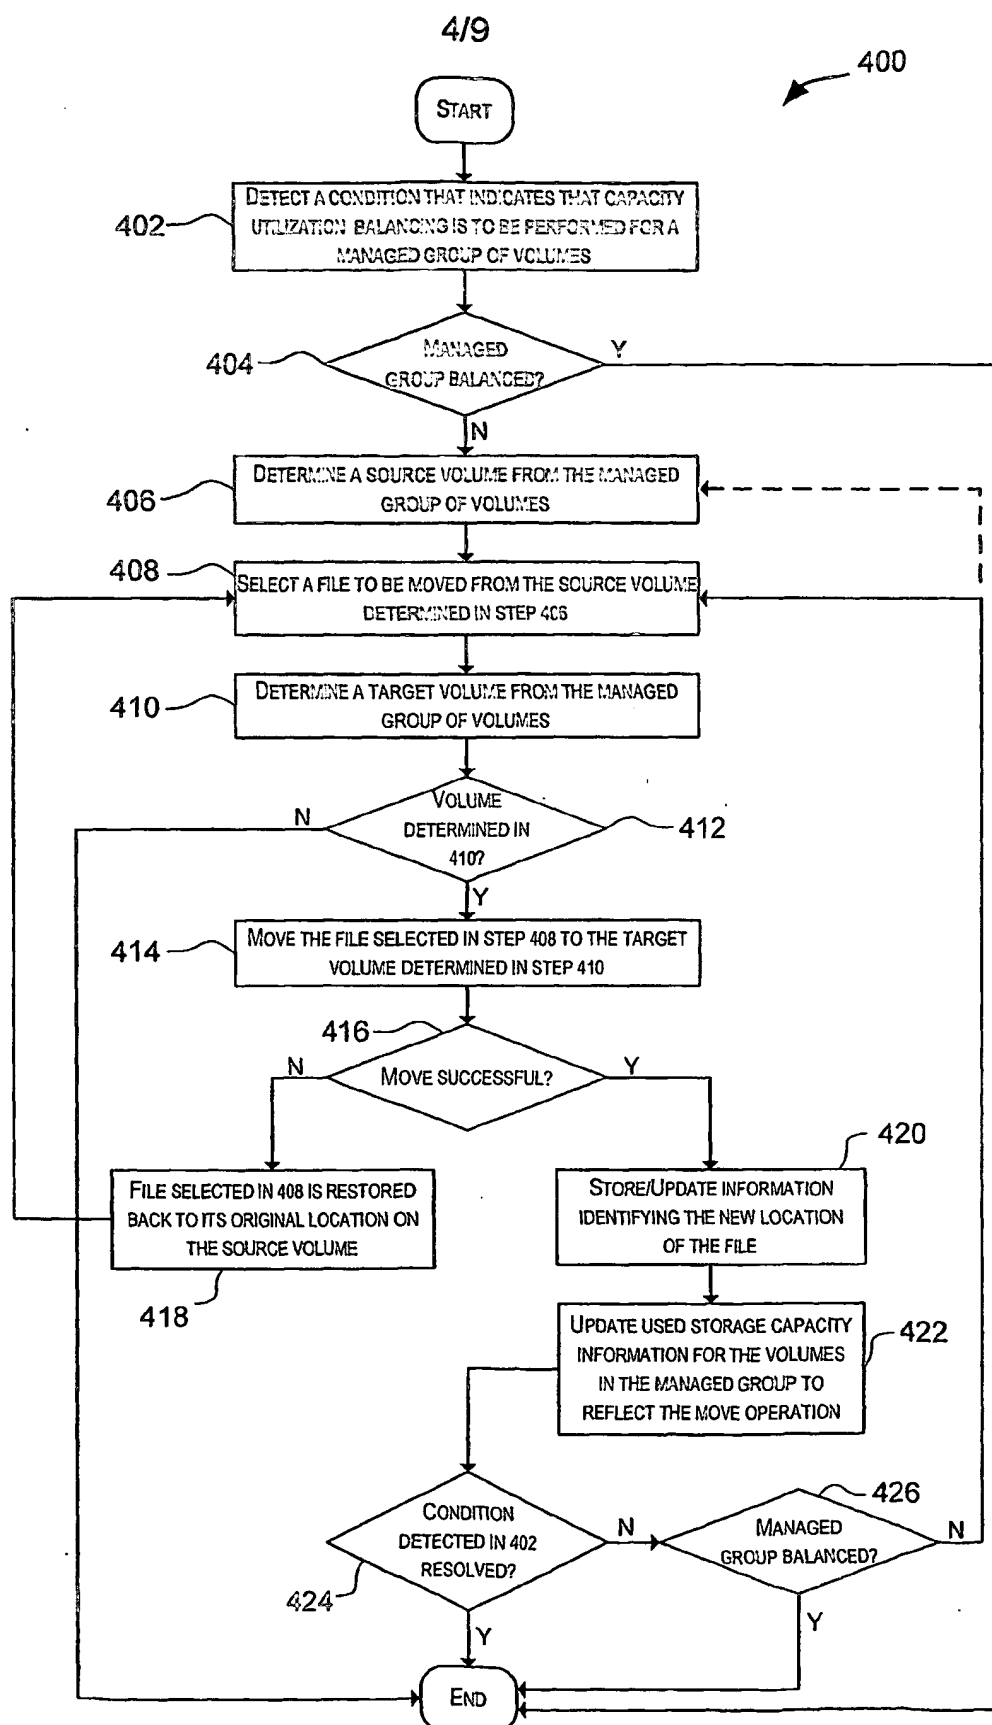 4/9
400
START
402
DETECT A CONDITION THAT INDICATES THAT CAPACITY
UTILIZATION BALANCING IS TO BE PERFORMED FOR A
MANAGED GROUP OF VOLUMES
404
MANAGED
GROUP BALANCED?
Y
N
406
DETERMINE A SOURCE VOLUME FROM THE MANAGED
GROUP OF VOLUMES
408
SELECT A FILE TO BE MOVED FROM THE SOURCE VOLUME
DETERMINED IN STEP 406
410
DETERMINE A TARGET VOLUME FROM THE MANAGED
GROUP OF VOLUMES
N
VOLUME
DETERMINED IN
410?
412
Y
414
MOVE THE FILE SELECTED IN STEP 408 TO THE TARGET
VOLUME DETERMINED IN STEP 410
416
N
MOVE SUCCESSFUL?
Y
420
FILE SELECTED IN 408 IS RESTORED
BACK TO ITS ORIGINAL LOCATION ON
THE SOURCE VOLUME
418
STORE/UPDATE INFORMATION
IDENTIFYING THE NEW LOCATION
OF THE FILE
UPDATE USED STORAGE CAPACITY
INFORMATION FOR THE VOLUMES
IN THE MANAGED GROUP TO
REFLECT THE MOVE OPERATION
422
CONDITION
DETECTED IN 402
RESOLVED?
424
N
426
MANAGED
GROUP BALANCED?
N
Y
Y
END